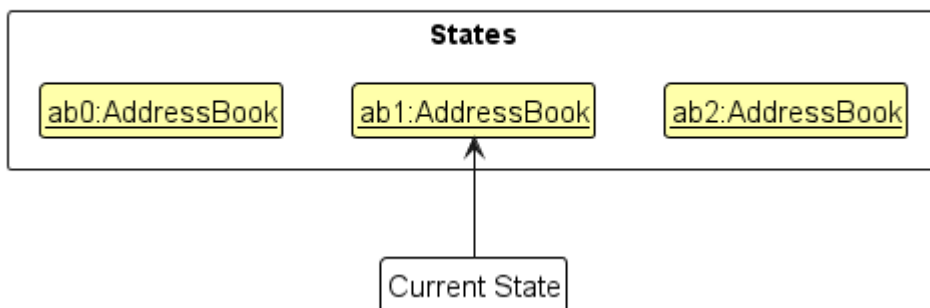 States
ab0:AddressBook
ab1:AddressBook
ab2:AddressBook
Current State